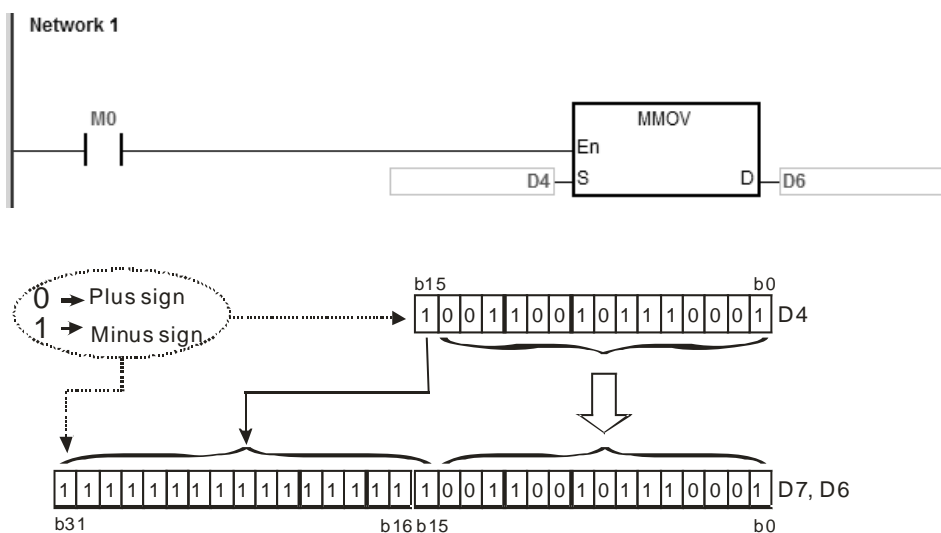 Network 1
M0
MMOV
En
D4 S D D6
b15 b0
0 Plus sign
1 Minus sign
1 0 0 1 1 0 0 1 0 1 1 1 0 0 0 1 D4
1 1 1 1 1 1 1 1 1 1 1 1 1 1 1 1 1 0 0 1 1 0 0 1 0 1 1 1 0 0 0 1 D7, D6
b31 b16 b15 b0